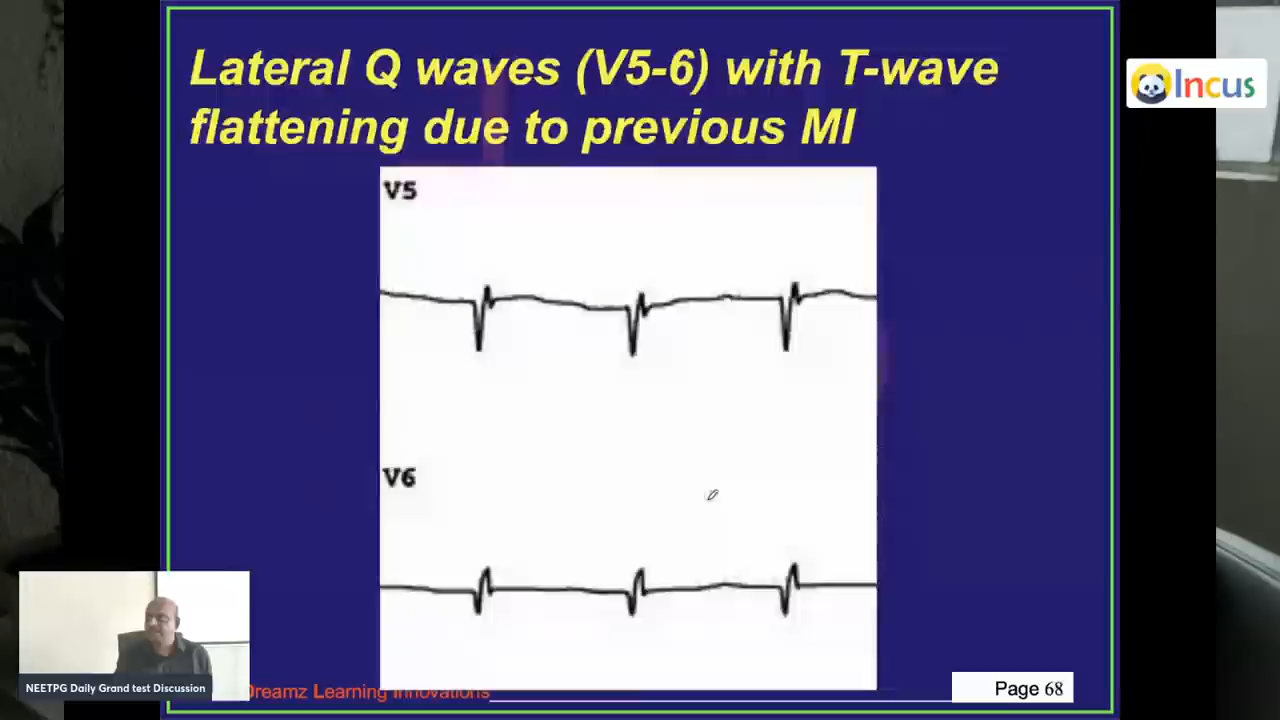 Lateral Q waves (V5-6) with T-wave
flattening due to previous MI
Incus
V5
V6
NEETPG Daily Grand test Discussion
Dreamz Learning Innovations
Page 68